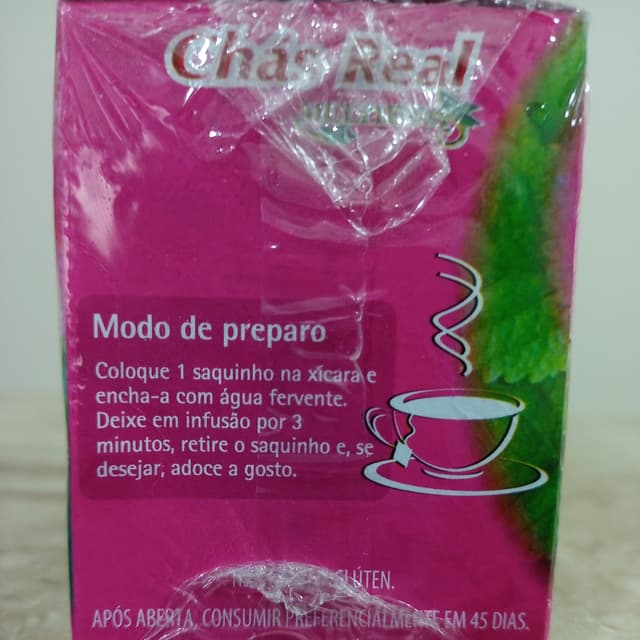 Chás Real
Modo de preparo
Coloque 1 saquinho na xícara e
encha-a com água fervente.
Deixe em infusão por 3
minutos, retire o saquinho e, se
desejar, adoce a gosto.
GLÚTEN.
APÓS ABERTA, CONSUMIR PREFERENCIALMENTE EM 45 DIAS.